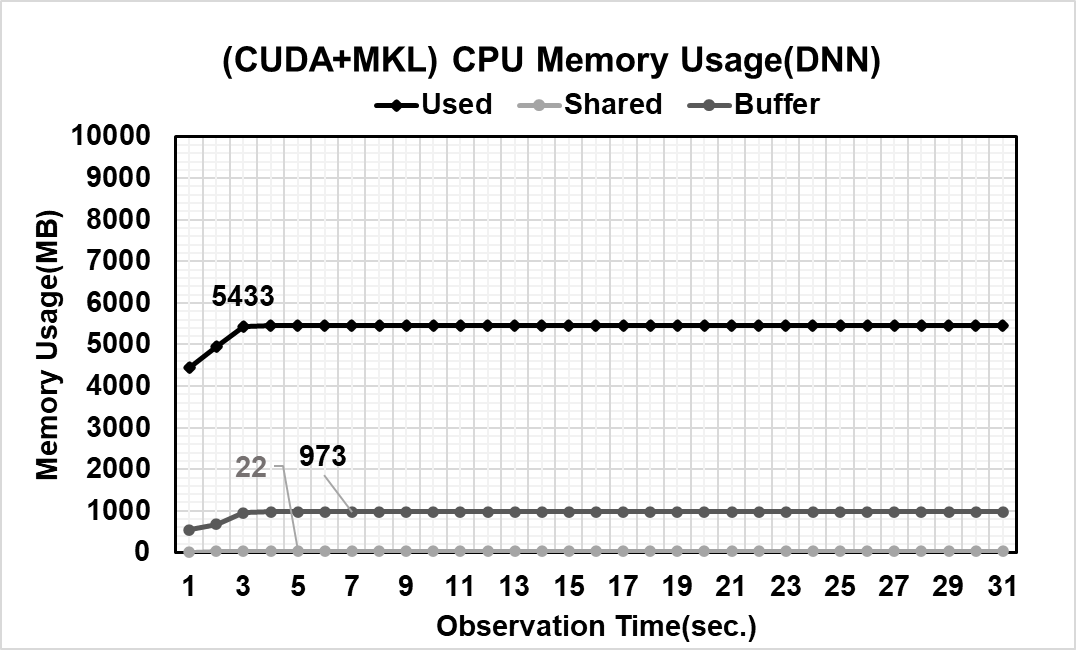 (CUDA+MKL) CPU Memory Usage(DNN)
Used Shared Buffer
10000
9000
8000
7000
6000
5000
4000
3000
2000
1000
0
Memory Usage(MB)
5433
22
973
1 3 5 7 9 11 13 15 17 19 21 23 25 27 29 31
Observation Time(sec.)